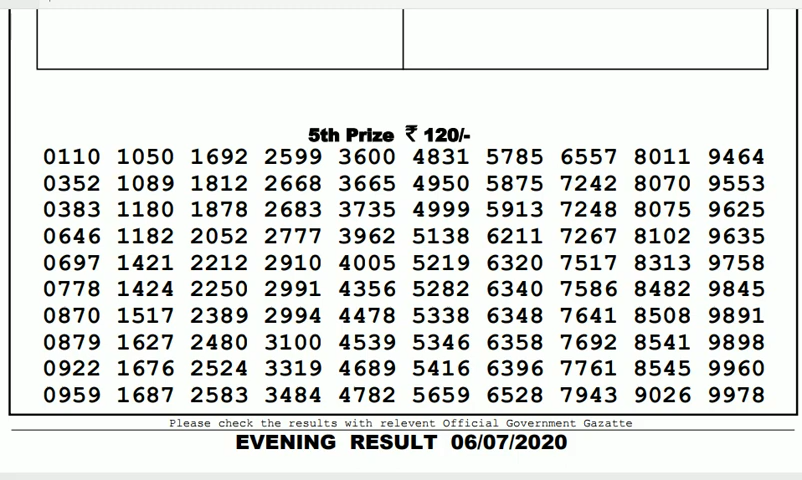 5th Prize ₹ 120/-
0110 1050 1692 2599 3600 4831 5785 6557 8011 9464
0352 1089 1812 2668 3665 4950 5875 7242 8070 9553
0383 1180 1878 2683 3735 4999 5913 7248 8075 9625
0646 1182 2052 2777 3962 5138 6211 7267 8102 9635
0697 1421 2212 2910 4005 5219 6320 7517 8313 9758
0778 1424 2250 2991 4356 5282 6340 7586 8482 9845
0870 1517 2389 2994 4478 5338 6348 7641 8508 9891
0879 1627 2480 3100 4539 5346 6358 7692 8541 9898
0922 1676 2524 3319 4689 5416 6396 7761 8545 9960
0959 1687 2583 3484 4782 5659 6528 7943 9026 9978
Please check the results with relevent Official Government Gazatte
EVENING RESULT 06/07/2020